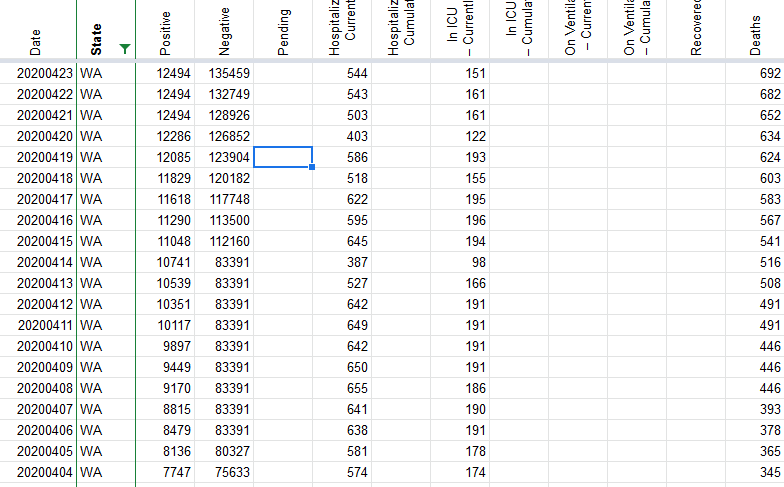 Date State Positive Negative Pending Hospitaliz Current Hospitaliz Cumulat In ICU – Currentl In ICU – Cumula On Ventila – Curren On Ventila – Cumula Recovered Deaths
20200423 WA 12494 135459 544 151 692
20200422 WA 12494 132749 543 161 682
20200421 WA 12494 128926 503 161 652
20200420 WA 12286 126852 403 122 634
20200419 WA 12085 123904 586 193 624
20200418 WA 11829 120182 518 155 603
20200417 WA 11618 117748 622 195 583
20200416 WA 11290 113500 595 196 567
20200415 WA 11048 112160 645 194 541
20200414 WA 10741 83391 387 98 516
20200413 WA 10539 83391 527 166 508
20200412 WA 10351 83391 642 191 491
20200411 WA 10117 83391 649 191 491
20200410 WA 9897 83391 642 191 446
20200409 WA 9449 83391 650 191 446
20200408 WA 9170 83391 655 186 446
20200407 WA 8815 83391 641 190 393
20200406 WA 8479 83391 638 191 378
20200405 WA 8136 80327 581 178 365
20200404 WA 7747 75633 574 174 345